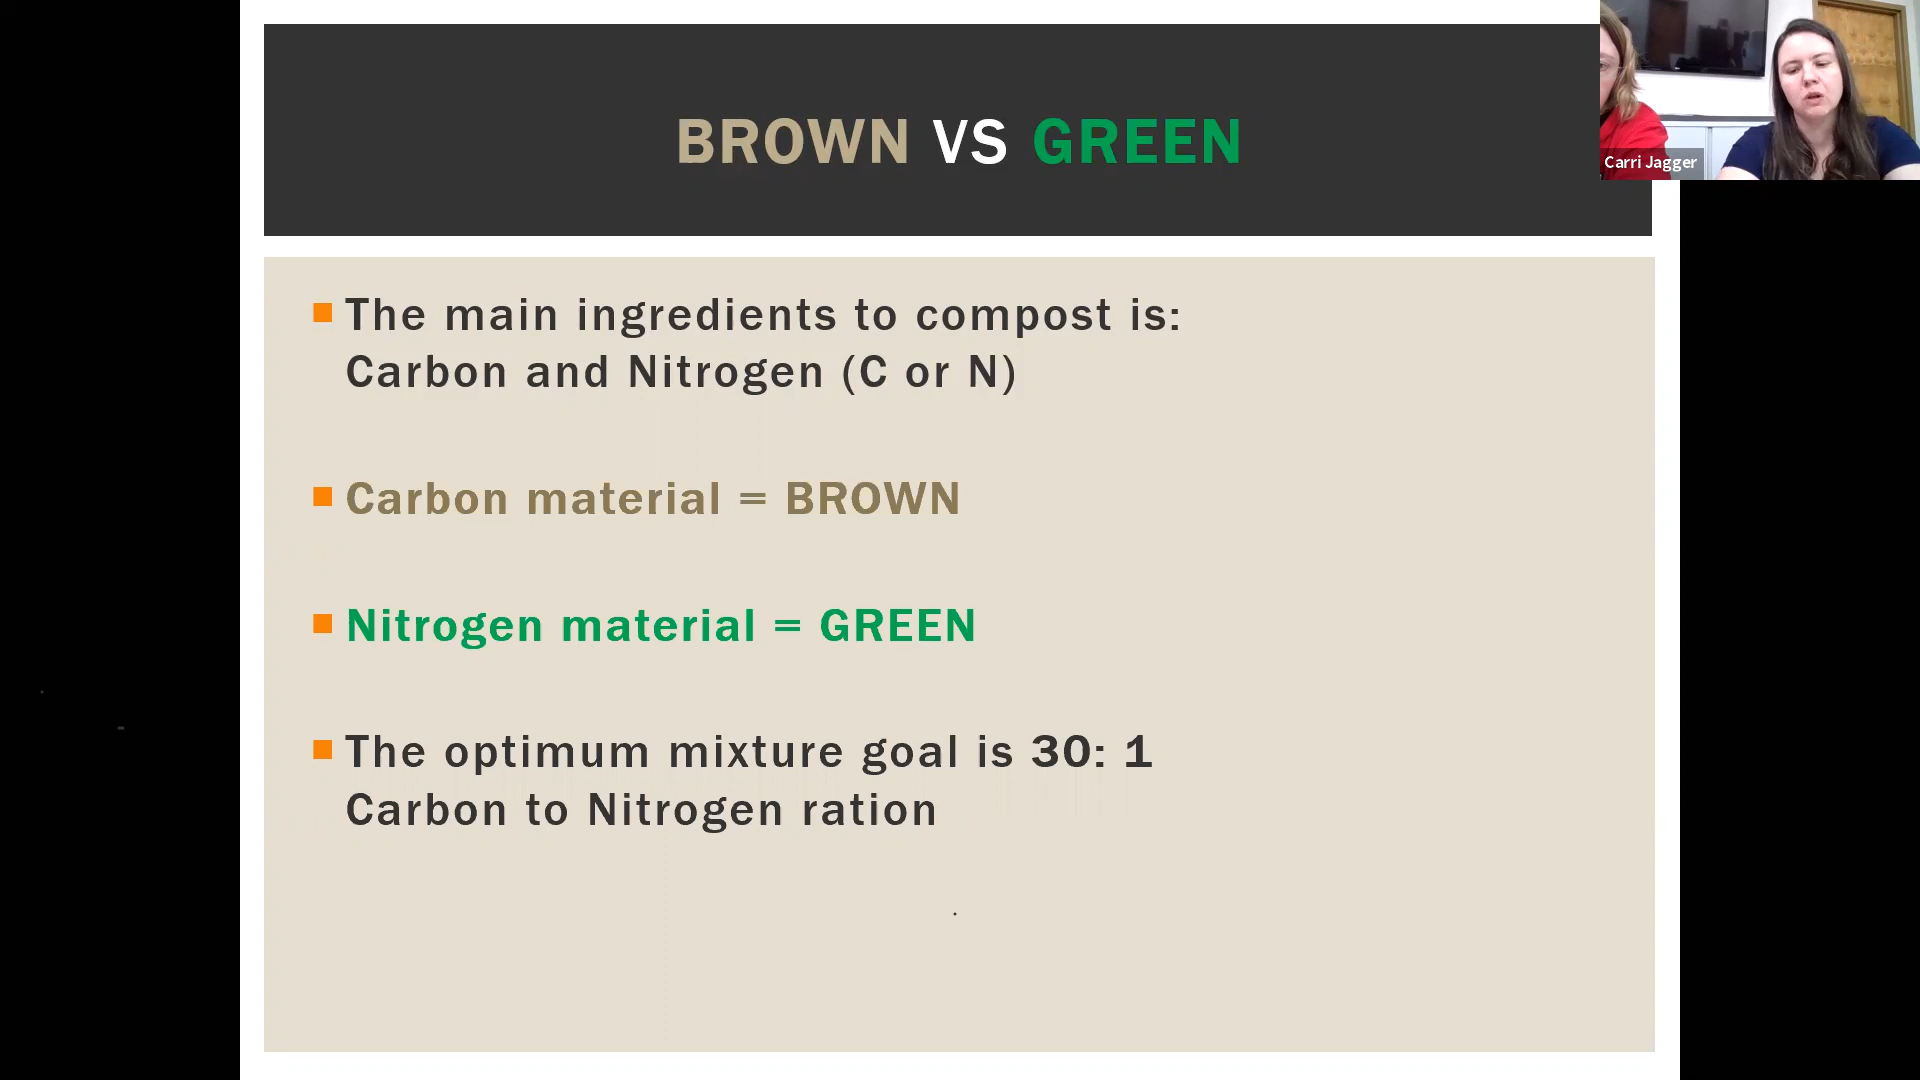 BROWN VS GREEN
Carri Jagger
The main ingredients to compost is:
Carbon and Nitrogen (C or N)
Carbon material = BROWN
Nitrogen material = GREEN
The optimum mixture goal is 30: 1
Carbon to Nitrogen ration